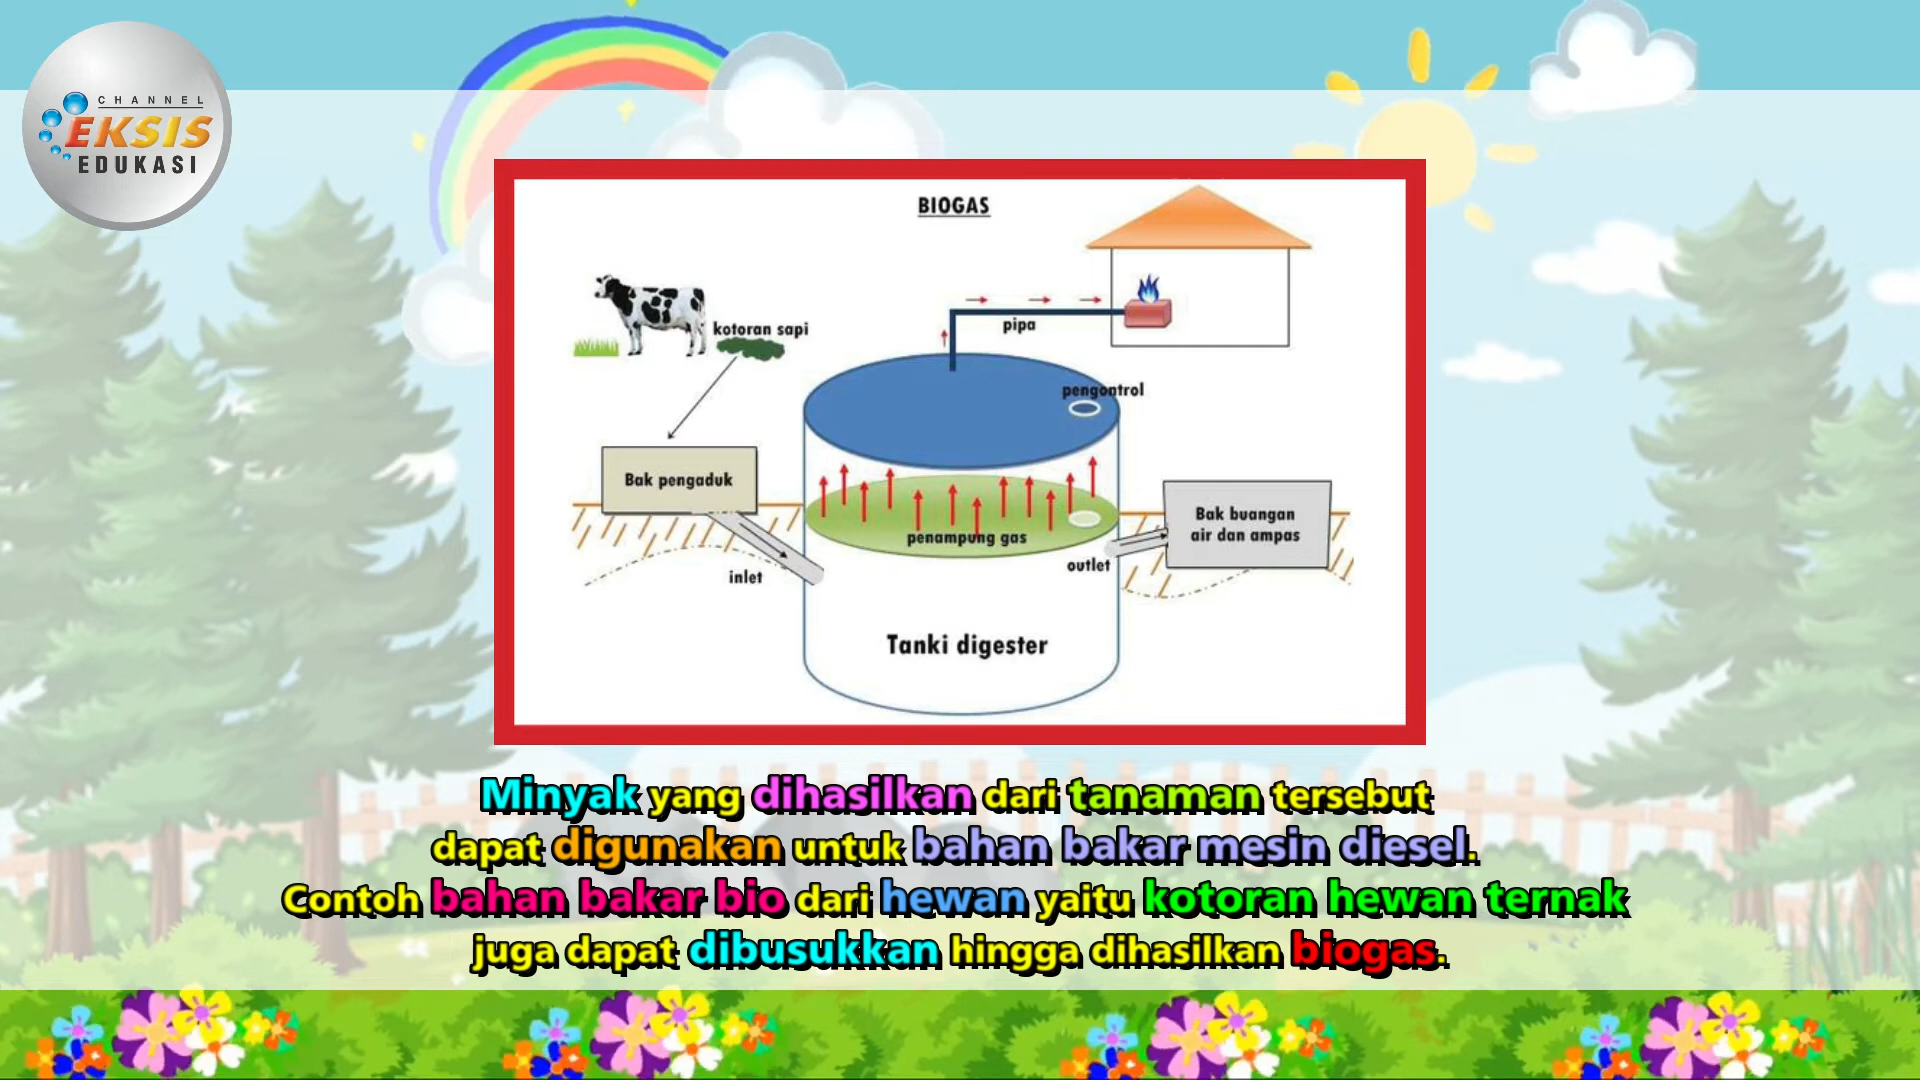 CHANNEL
EKSIS
EDUKASI
BIOGAS
kotoran sapi
pipa
pengontrol
Bak pengaduk
Bak buangan
air dan ampas
penampung gas
inlet
outlet
Tanki digester
Minyak yang dihasilkan dari tanaman tersebut
dapat digunakan untuk bahan bakar mesin diesel.
Contoh bahan bakar bio dari hewan yaitu kotoran hewan ternak
juga dapat dibusukkan hingga dihasilkan biogas.